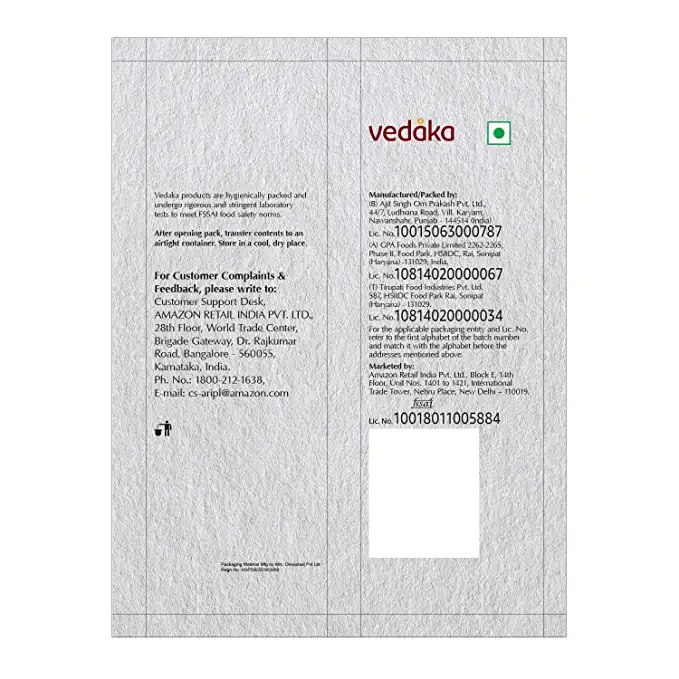 Vedaka products are hygienically packed and
undergo rigorous and stringent laboratory
tests to meet FSSAI food safety norms.
After opening pack, transfer contents to an
airtight container. Store in a cool, dry place.
For Customer Complaints &
Feedback, please write to:
Customer Support Desk,
AMAZON RETAIL INDIA PVT. LTD.,
28th Floor, World Trade Center,
Brigade Gateway, Dr. Rajkumar
Road, Bangalore - 560055,
Karnataka, India.
Ph. No.: 1800-212-1638,
E-mail: cs-aripl@amazon.com
Packaging Material Mfg by M/s. Pvt Ltd
Regn No
vedaka
Manufactured/Packed by:
(B) Ajit Singh Om Prakash Pvt. Ltd.,
44/7, Ludhiana Road, Vill. Karyam,
Nawanshahr, Punjab - 144514 (India)
Lic. No.10015063000787
(A) GPA Foods Private Limited 2262-2265,
Phase II, Food Park, HSIIDC, Rai, Sonipat
(Haryana) -131029, India,
Lic. No.10814020000067
(T) Tirupati Food Industries Pvt. Ltd.
587, HSIIDC Food Park Rai, Sonipat
(Haryana) - 131029.
Lic. No.10814020000034
For the applicable packaging entity and Lic. No.
refer to the first alphabet of the batch number
and match it with the alphabet before the
addresses mentioned above.
Marketed by:
Amazon Retail India Pvt. Ltd., Block E, 14th
Floor, Unit Nos. 1401 to 1421, International
Trade Tower, Nehru Place, New Delhi – 110019.
fssai
Lic. No.10018011005884